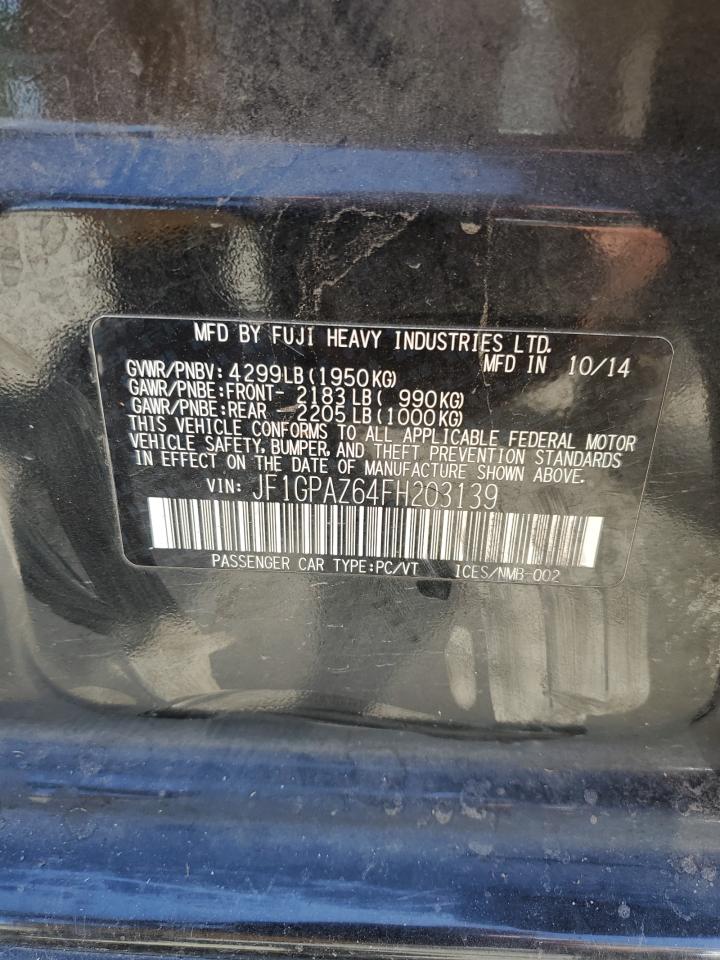 MFD BY FUJI HEAVY INDUSTRIES LTD.
GVWR/PNBV: 4299LB(1950KG) MFD IN 10/14
GAWR/PNBE:FRONT- 2183LB( 990KG)
GAWR/PNBE:REAR 2205LB(1000KG)
THIS VEHICLE CONFORMS TO ALL APPLICABLE FEDERAL MOTOR
VEHICLE SAFETY, BUMPER, AND THEFT PREVENTION STANDARDS
IN EFFECT ON THE DATE OF MANUFACTURE SHOWN ABOVE.
VIN: JF1GPAZ64FH203139
PASSENGER CAR TYPE:PC/VT ICES/NMB-002